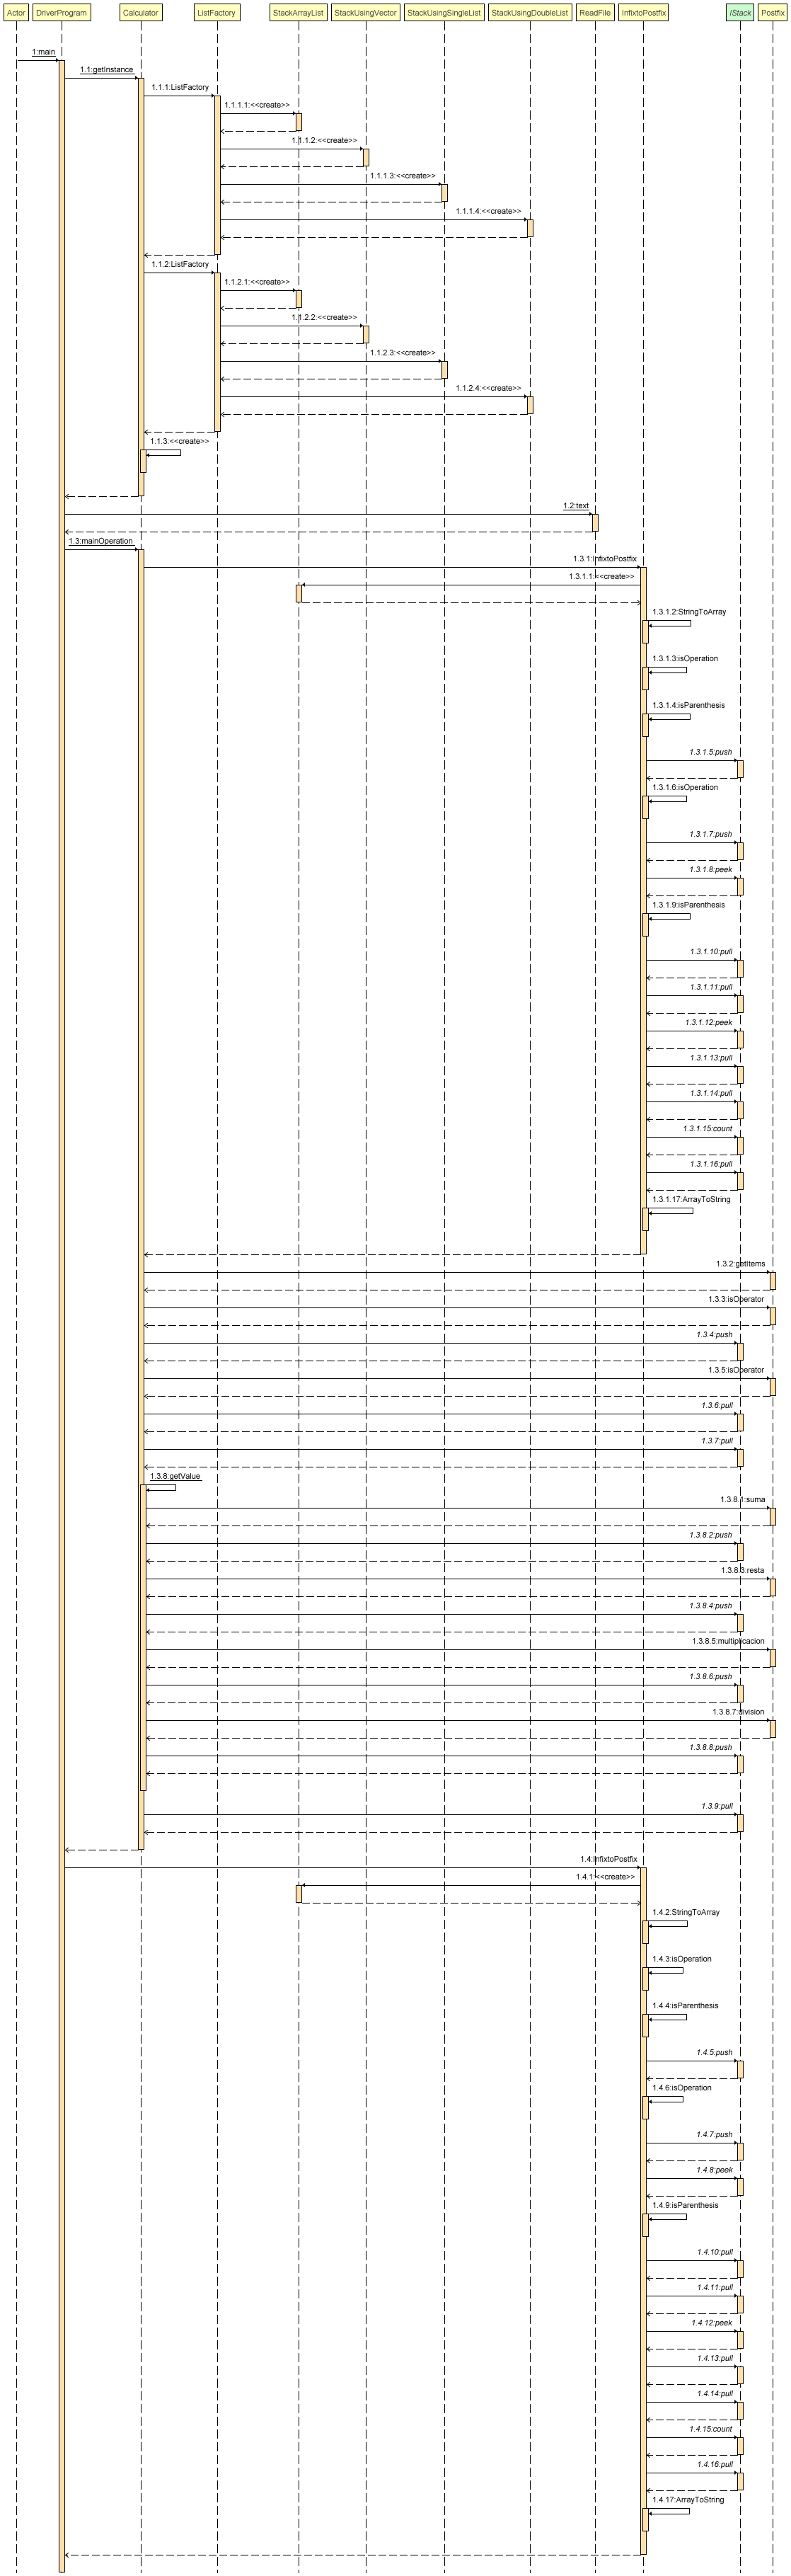 Actor DriverProgram Calculator ListFactory StackArrayList StackUsingVector StackUsingSingleList StackUsingDoubleList ReadFile InfixtoPostfix IStack Postfix
1:main
1.1:getInstance
1.1.1:ListFactory
1.1.1.1:<<create>>
1.1.1.2:<<create>>
1.1.1.3:<<create>>
1.1.1.4:<<create>>
1.1.2:ListFactory
1.1.2.1:<<create>>
1.1.2.2:<<create>>
1.1.2.3:<<create>>
1.1.2.4:<<create>>
1.1.3:<<create>>
1.2:text
1.3:mainOperation
1.3.1:InfixtoPostfix
1.3.1.1:<<create>>
1.3.1.2:StringToArray
1.3.1.3:isOperation
1.3.1.4:isParenthesis
1.3.1.5:push
1.3.1.6:isOperation
1.3.1.7:push
1.3.1.8:peek
1.3.1.9:isParenthesis
1.3.1.10:pull
1.3.1.11:pull
1.3.1.12:peek
1.3.1.13:pull
1.3.1.14:pull
1.3.1.15:count
1.3.1.16:pull
1.3.1.17:ArrayToString
1.3.2:getItems
1.3.3:isOperator
1.3.4:push
1.3.5:isOperator
1.3.6:pull
1.3.7:pull
1.3.8:getValue
1.3.8.1:suma
1.3.8.2:push
1.3.8.3:resta
1.3.8.4:push
1.3.8.5:multiplicacion
1.3.8.6:push
1.3.8.7:division
1.3.8.8:push
1.3.9:pull
1.4:InfixtoPostfix
1.4.1:<<create>>
1.4.2:StringToArray
1.4.3:isOperation
1.4.4:isParenthesis
1.4.5:push
1.4.6:isOperation
1.4.7:push
1.4.8:peek
1.4.9:isParenthesis
1.4.10:pull
1.4.11:pull
1.4.12:peek
1.4.13:pull
1.4.14:pull
1.4.15:count
1.4.16:pull
1.4.17:ArrayToString